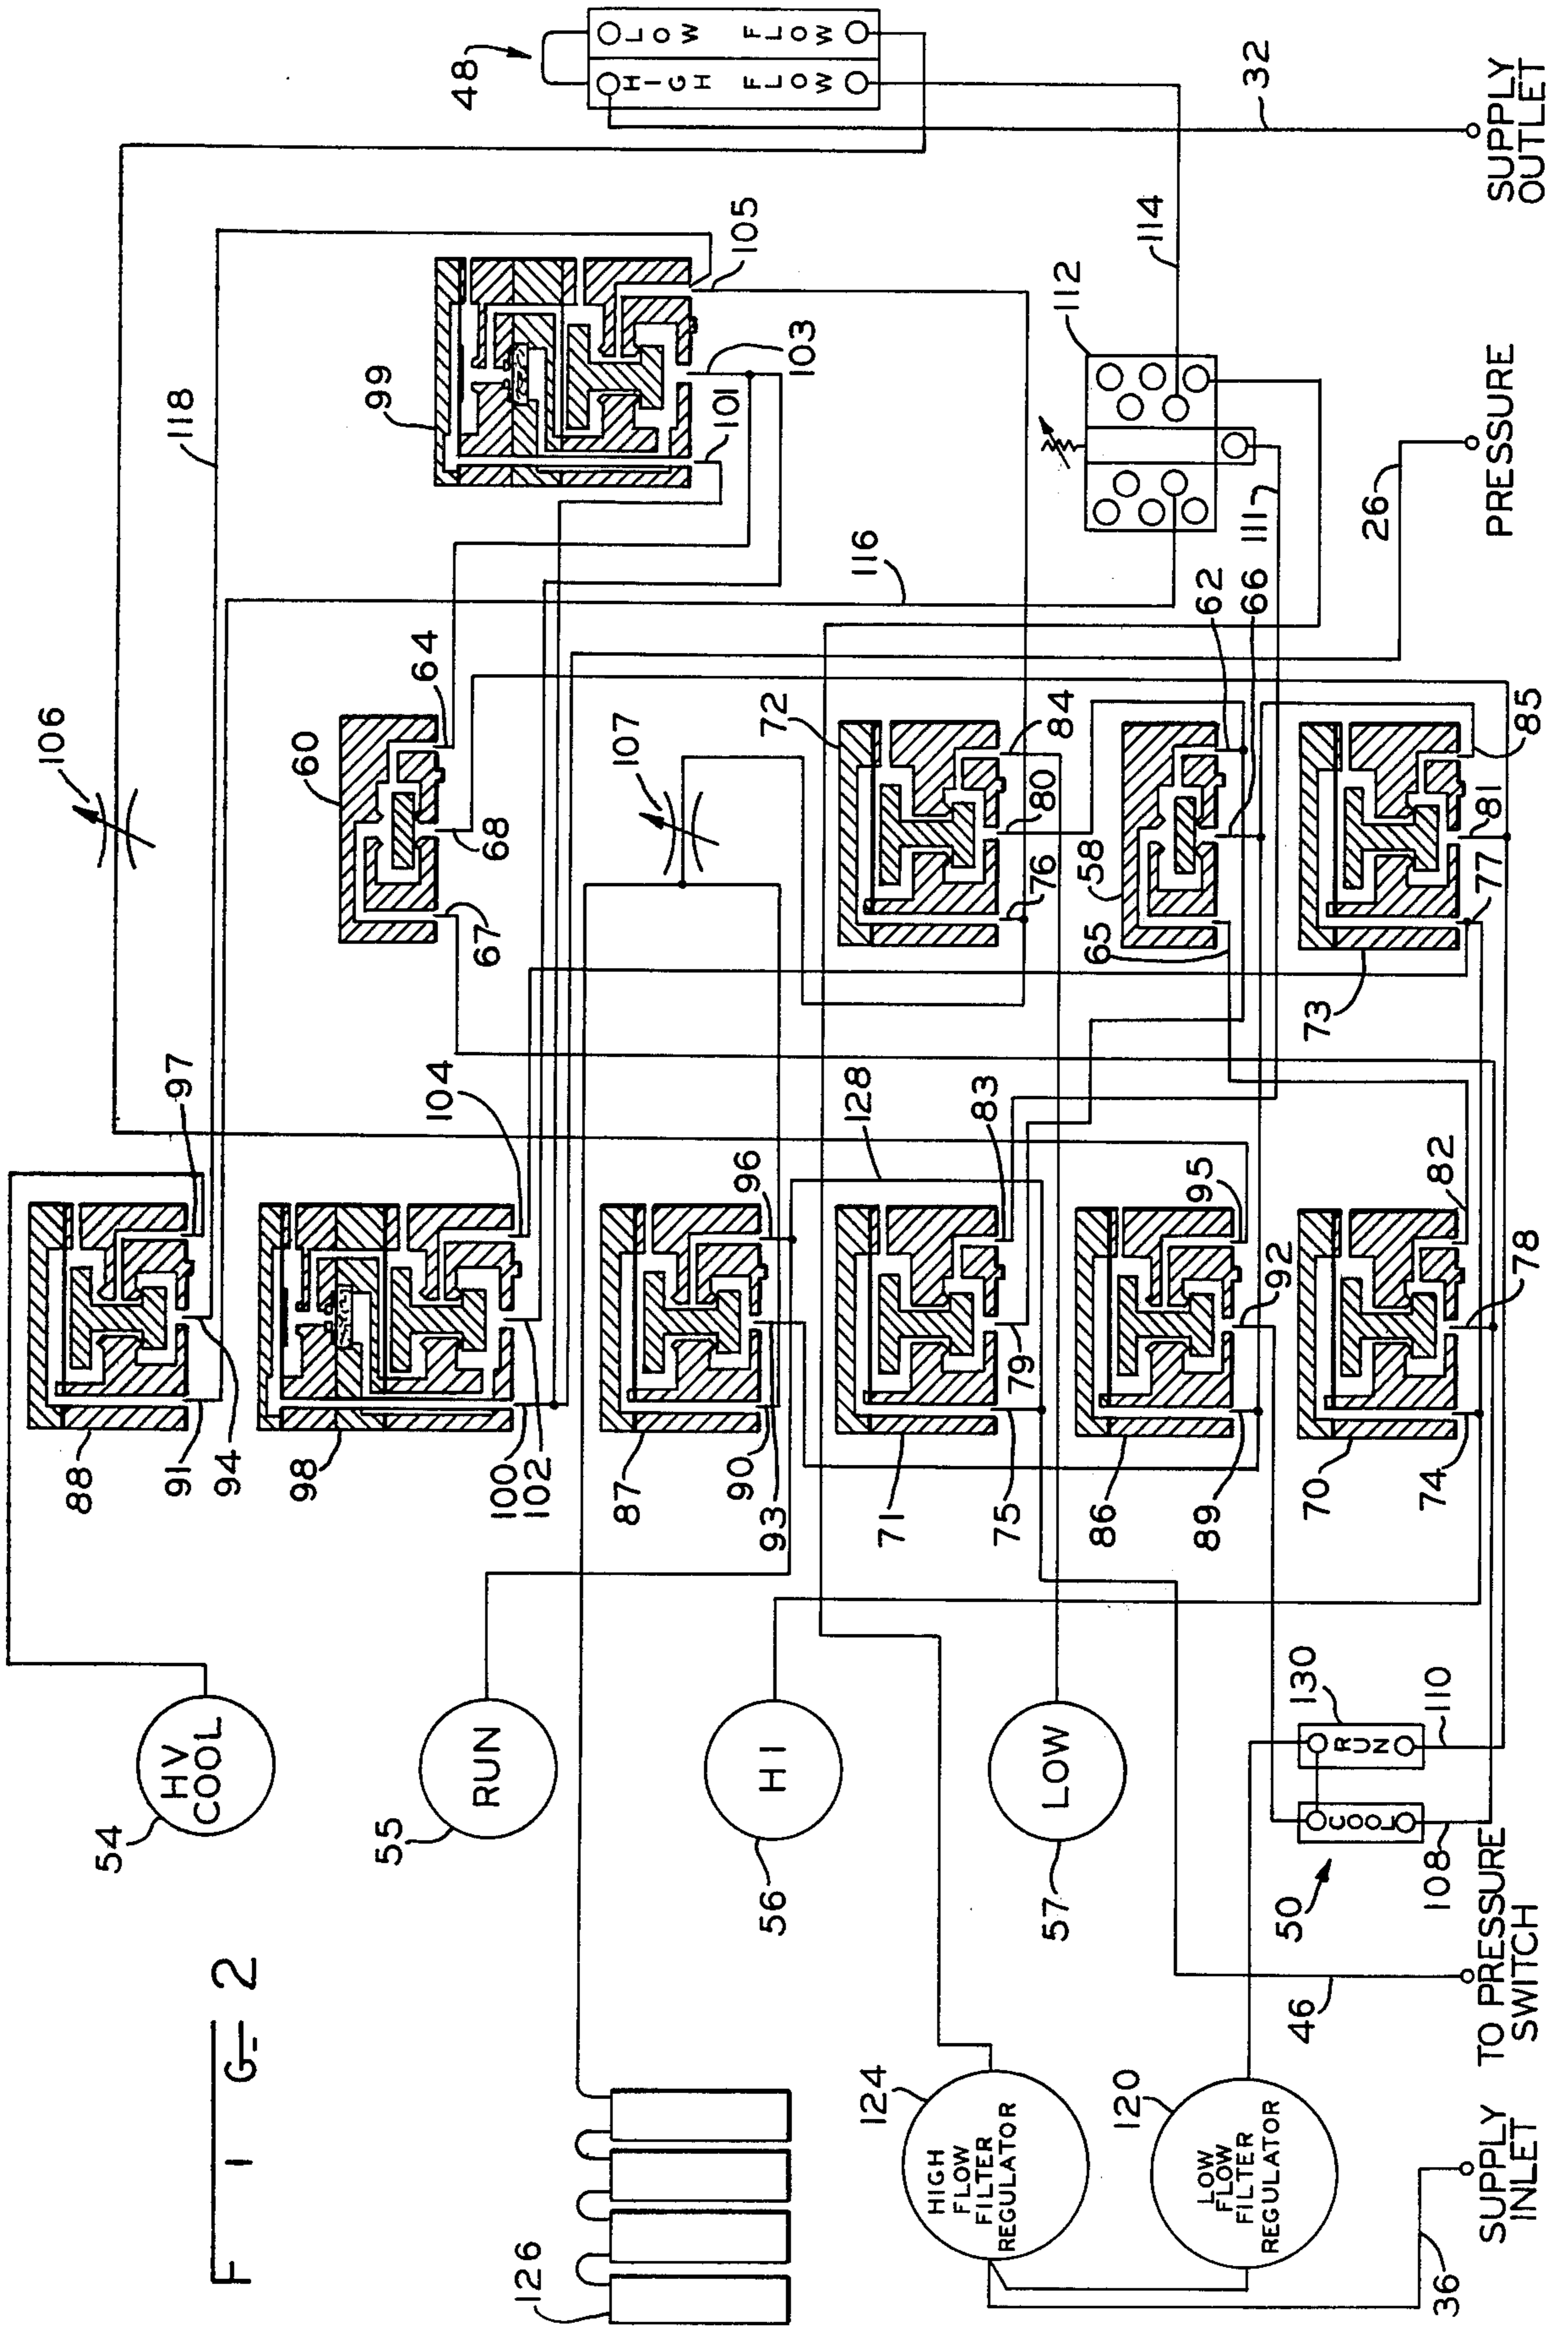 FIG. 2
48
LOW FLOW
HIGH FLOW
32
SUPPLY
OUTLET
118
105
99
103
101
114
112
111
26
PRESSURE
116
106
60
64
68
67
107
72
84
80
76
62
66
58
65
85
81
77
73
97
104
96
128
83
95
92
82
78
88
91
94
98
100
102
87
90
93
71
79
75
86
89
70
74
HV
COOL
54
RUN
55
HI
56
LOW
57
130
RUN
110
COOL
108
50
46
TO PRESSURE
SWITCH
126
124
HIGH
FLOW
FILTER
REGULATOR
120
LOW
FLOW
FILTER
REGULATOR
36
SUPPLY
INLET